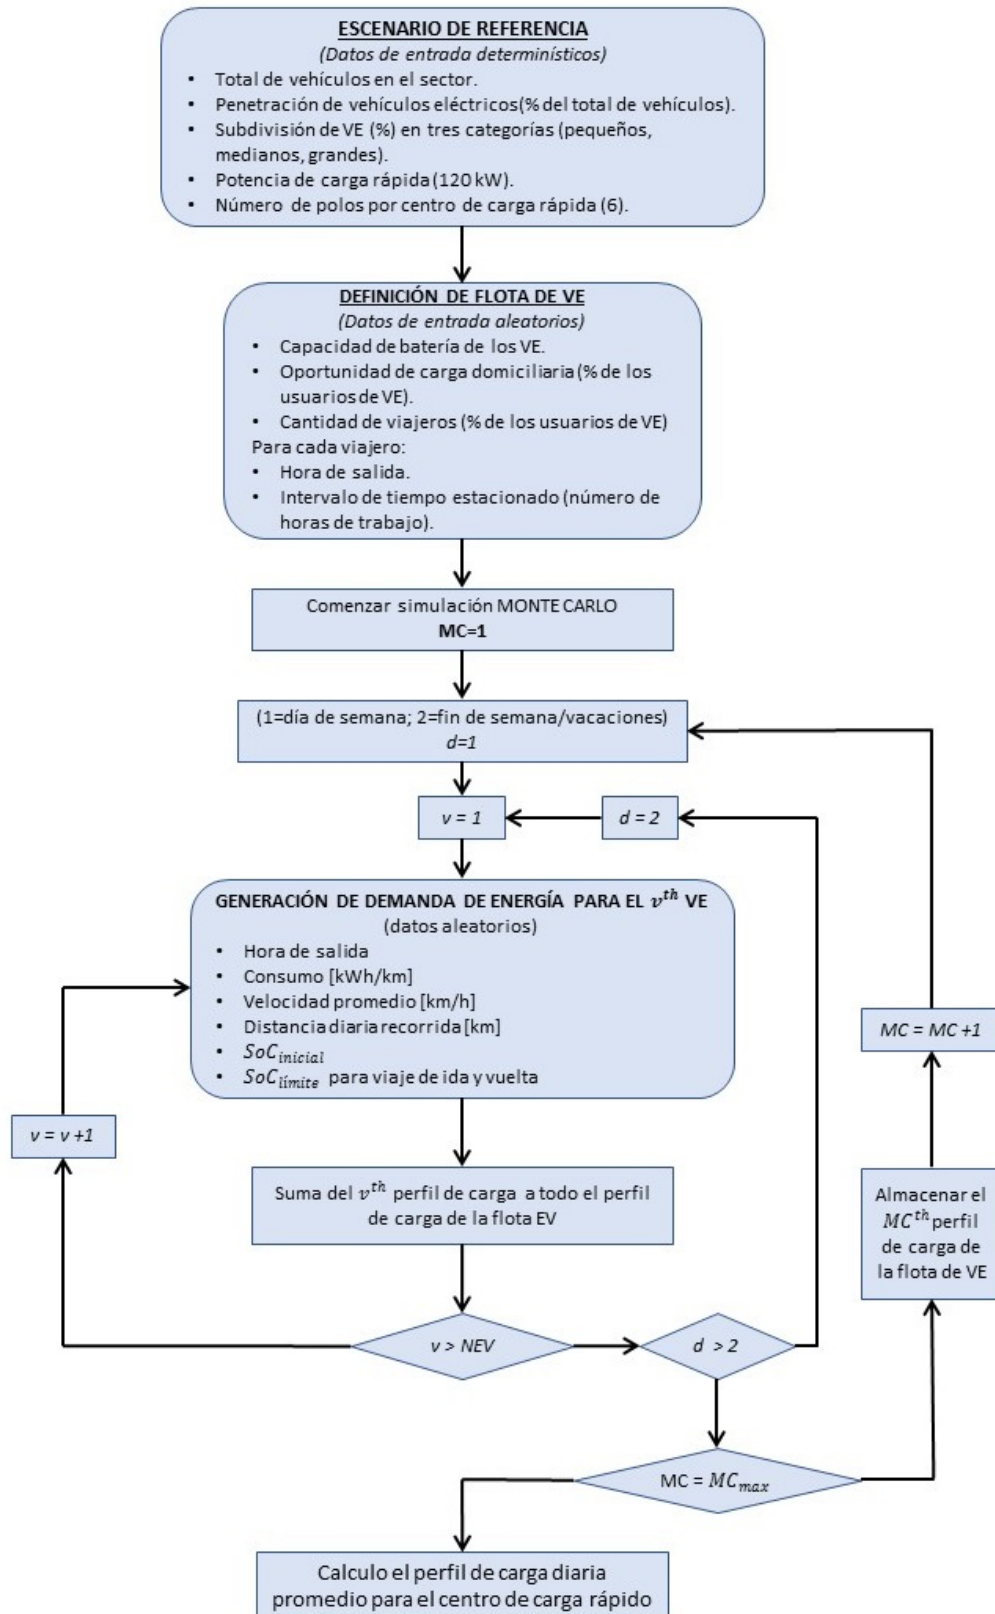 ESCENARIO DE REFERENCIA
(Datos de entrada determinísticos)
• Total de vehículos en el sector.
• Penetración de vehículos eléctricos(% del total de vehículos).
• Subdivisión de VE (%) en tres categorías (pequeños,
medianos, grandes).
• Potencia de carga rápida (120 kW).
• Número de polos por centro de carga rápida (6).
DEFINICIÓN DE FLOTA DE VE
(Datos de entrada aleatorios)
• Capacidad de batería de los VE.
• Oportunidad de carga domiciliaria (% de los
usuarios de VE).
• Cantidad de viajeros (% de los usuarios de VE)
Para cada viajero:
• Hora de salida.
• Intervalo de tiempo estacionado (número de
horas de trabajo).
Comenzar simulación MONTE CARLO
MC=1
(1=día de semana; 2=fin de semana/vacaciones)
d=1
v = 1
d = 2
GENERACIÓN DE DEMANDA DE ENERGÍA PARA EL v^th VE
(datos aleatorios)
• Hora de salida
• Consumo [kWh/km]
• Velocidad promedio [km/h]
• Distancia diaria recorrida [km]
• SoC_inicial
• SoC_límite para viaje de ida y vuelta
MC = MC +1
v = v +1
Suma del v^th perfil de carga a todo el perfil
de carga de la flota EV
Almacenar el
MC^th perfil
de carga de
la flota de VE
v > NEV
d > 2
MC = MC_max
Calculo el perfil de carga diaria
promedio para el centro de carga rápido